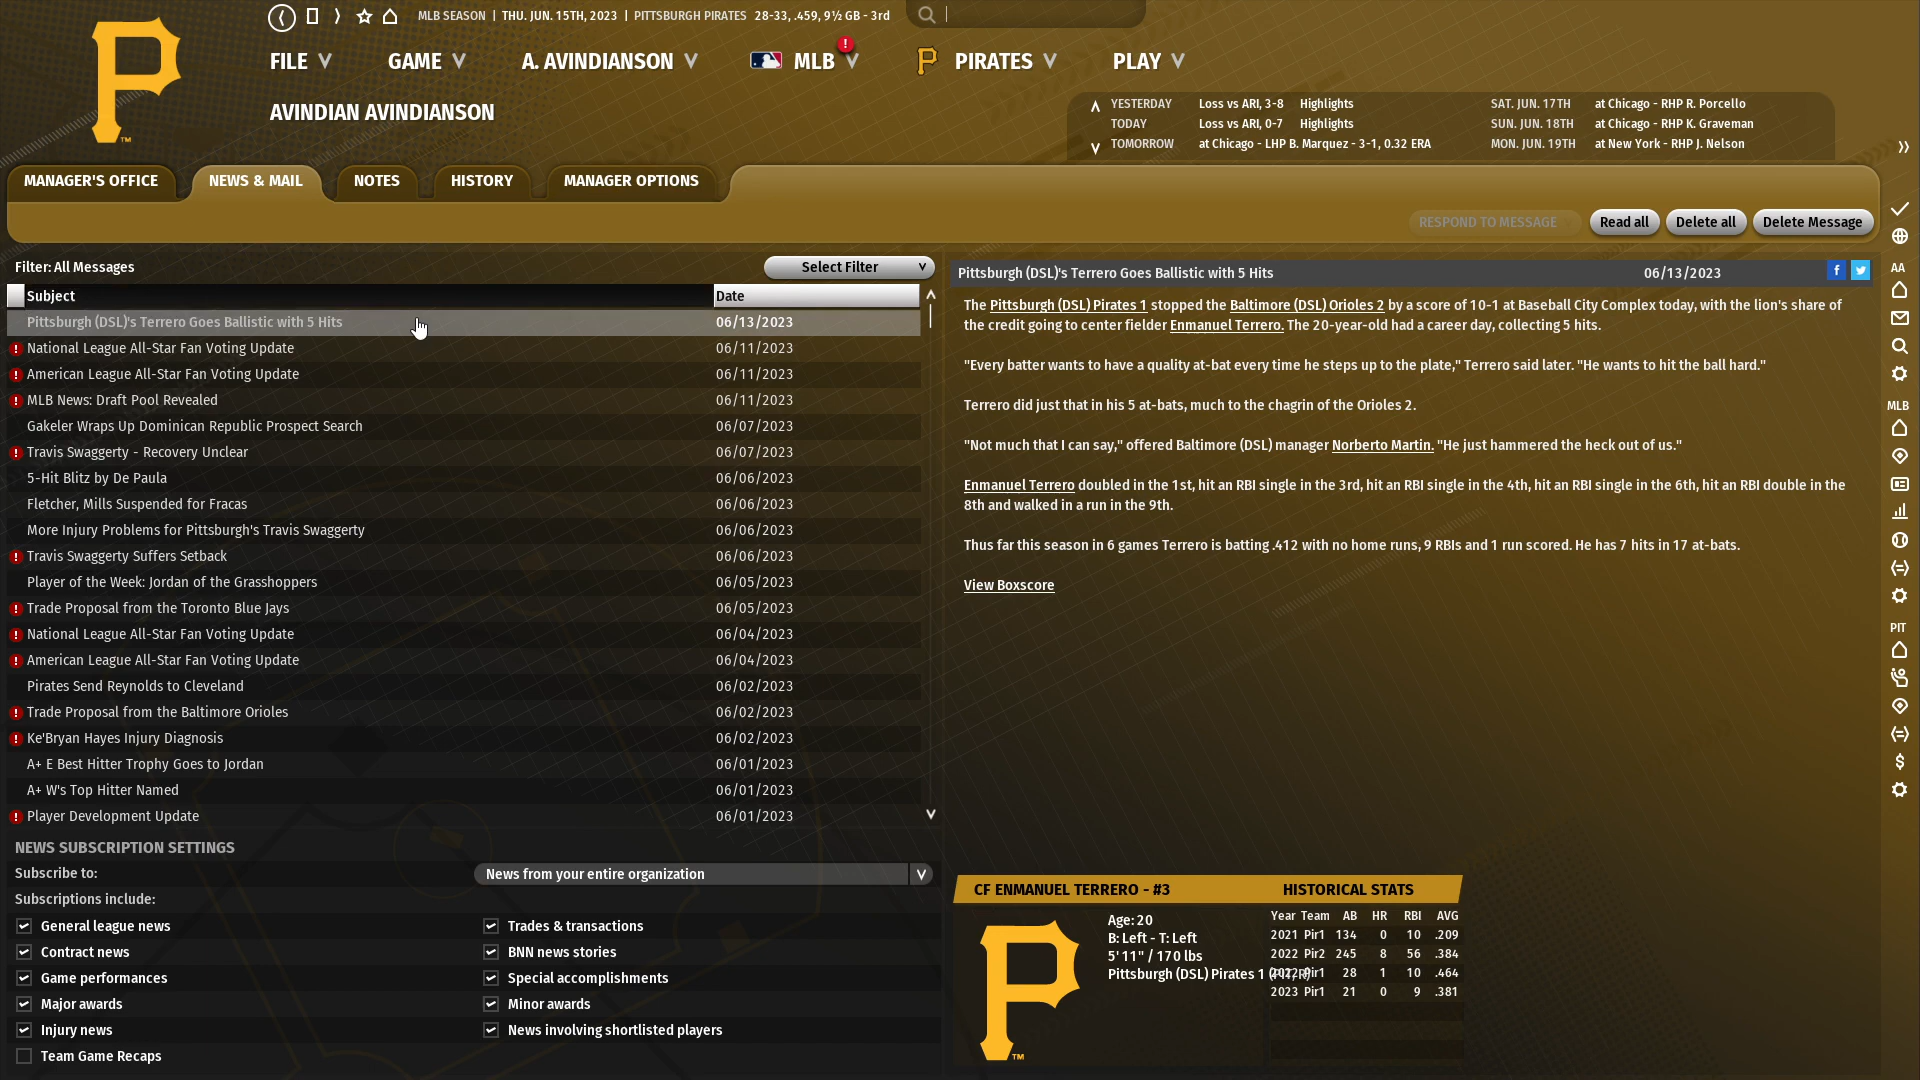 MLB SEASON | THU. JUN. 15TH, 2023 | PITTSBURGH PIRATES 28-33, .459, 9½ GB - 3rd
FILE GAME A. AVINDIANSON MLB PIRATES PLAY
AVINDIAN AVINDIANSON
YESTERDAY Loss vs ARI, 3-8 Highlights SAT. JUN. 17TH at Chicago - RHP R. Porcello
TODAY Loss vs ARI, 0-7 Highlights SUN. JUN. 18TH at Chicago - RHP K. Graveman
TOMORROW at Chicago - LHP B. Marquez - 3-1, 0.32 ERA MON. JUN. 19TH at New York - RHP J. Nelson
MANAGER'S OFFICE NEWS & MAIL NOTES HISTORY MANAGER OPTIONS
RESPOND TO MESSAGE Read all Delete all Delete Message
Filter: All Messages Select Filter
Subject Date
Pittsburgh (DSL)'s Terrero Goes Ballistic with 5 Hits 06/13/2023
National League All-Star Fan Voting Update 06/11/2023
American League All-Star Fan Voting Update 06/11/2023
MLB News: Draft Pool Revealed 06/11/2023
Gakeler Wraps Up Dominican Republic Prospect Search 06/07/2023
Travis Swaggerty - Recovery Unclear 06/07/2023
5-Hit Blitz by De Paula 06/06/2023
Fletcher, Mills Suspended for Fracas 06/06/2023
More Injury Problems for Pittsburgh's Travis Swaggerty 06/06/2023
Travis Swaggerty Suffers Setback 06/06/2023
Player of the Week: Jordan of the Grasshoppers 06/05/2023
Trade Proposal from the Toronto Blue Jays 06/05/2023
National League All-Star Fan Voting Update 06/04/2023
American League All-Star Fan Voting Update 06/04/2023
Pirates Send Reynolds to Cleveland 06/02/2023
Trade Proposal from the Baltimore Orioles 06/02/2023
Ke'Bryan Hayes Injury Diagnosis 06/02/2023
A+ E Best Hitter Trophy Goes to Jordan 06/01/2023
A+ W's Top Hitter Named 06/01/2023
Player Development Update 06/01/2023
NEWS SUBSCRIPTION SETTINGS
Subscribe to: News from your entire organization
Subscriptions include:
General league news Trades & transactions
Contract news BNN news stories
Game performances Special accomplishments
Major awards Minor awards
Injury news News involving shortlisted players
Team Game Recaps
Pittsburgh (DSL)'s Terrero Goes Ballistic with 5 Hits 06/13/2023
The Pittsburgh (DSL) Pirates 1 stopped the Baltimore (DSL) Orioles 2 by a score of 10-1 at Baseball City Complex today, with the lion's share of
the credit going to center fielder Enmanuel Terrero. The 20-year-old had a career day, collecting 5 hits.
"Every batter wants to have a quality at-bat every time he steps up to the plate," Terrero said later. "He wants to hit the ball hard."
Terrero did just that in his 5 at-bats, much to the chagrin of the Orioles 2.
"Not much that I can say," offered Baltimore (DSL) manager Norberto Martin. "He just hammered the heck out of us."
Enmanuel Terrero doubled in the 1st, hit an RBI single in the 3rd, hit an RBI single in the 4th, hit an RBI single in the 6th, hit an RBI double in the
8th and walked in a run in the 9th.
Thus far this season in 6 games Terrero is batting .412 with no home runs, 9 RBIs and 1 run scored. He has 7 hits in 17 at-bats.
View Boxscore
CF ENMANUEL TERRERO - #3 HISTORICAL STATS
Age: 20
B: Left - T: Left
5' 11" / 170 lbs
Pittsburgh (DSL) Pirates 1
Year Team AB HR RBI AVG
2021 Pir1 134 0 10 .209
2022 Pir2 245 8 56 .384
2022 Pir1 28 1 10 .464
2023 Pir1 21 0 9 .381
P
TM
P
TM
AA
MLB
PIT